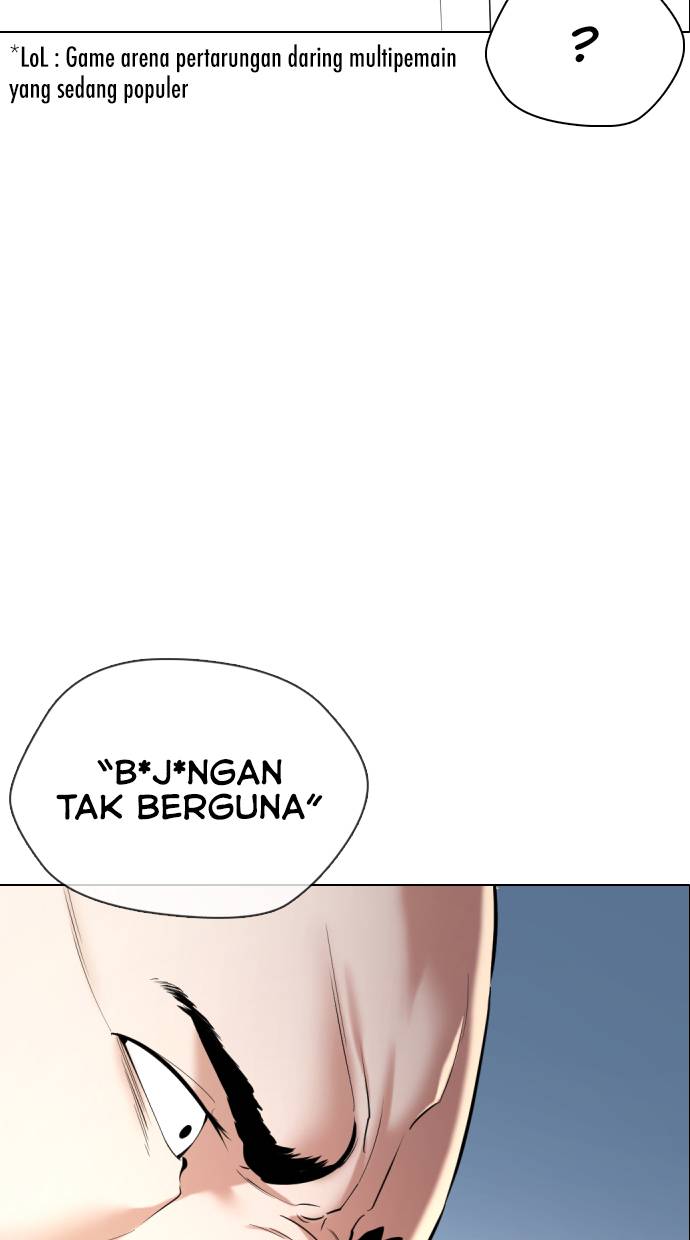 *LoL : Game arena pertarungan daring multipemain
yang sedang populer
?
"B*J*NGAN
TAK BERGUNA"